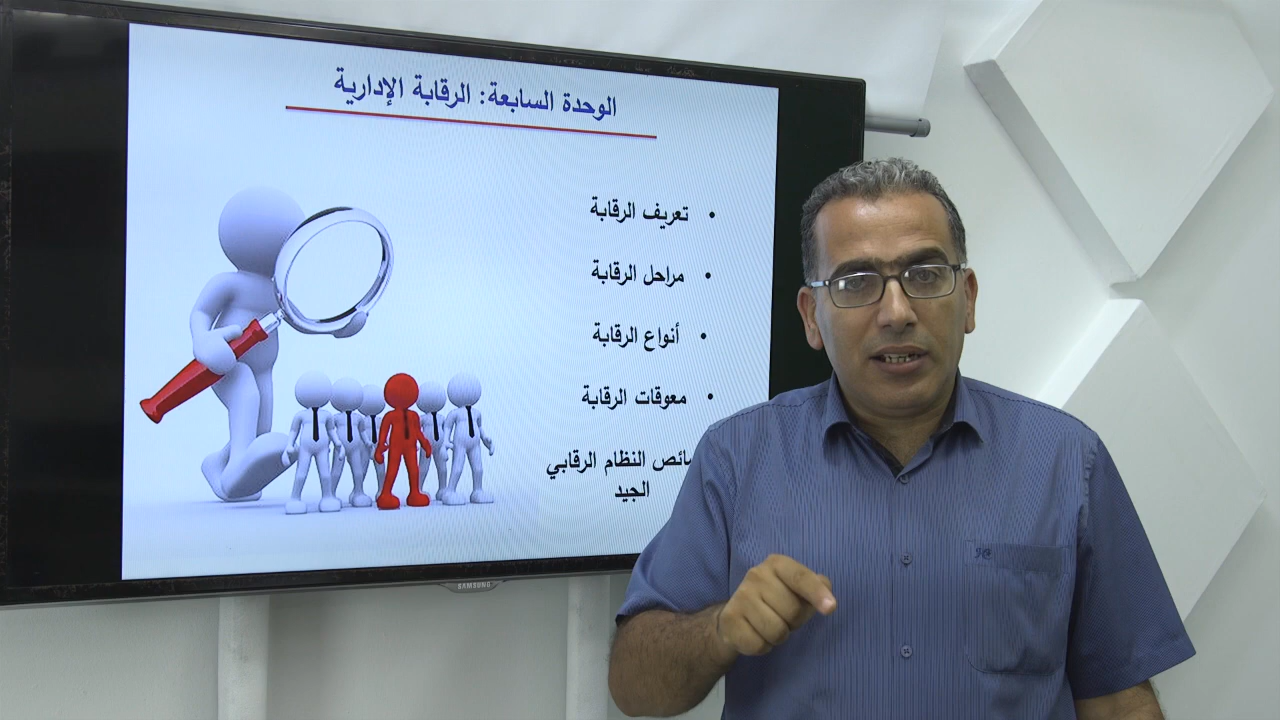 الوحدة السابعة: الرقابة الإدارية
• تعريف الرقابة
• مراحل الرقابة
• أنواع الرقابة
• معوقات الرقابة
النظام الرقابي
الجيد
SAMSUNG